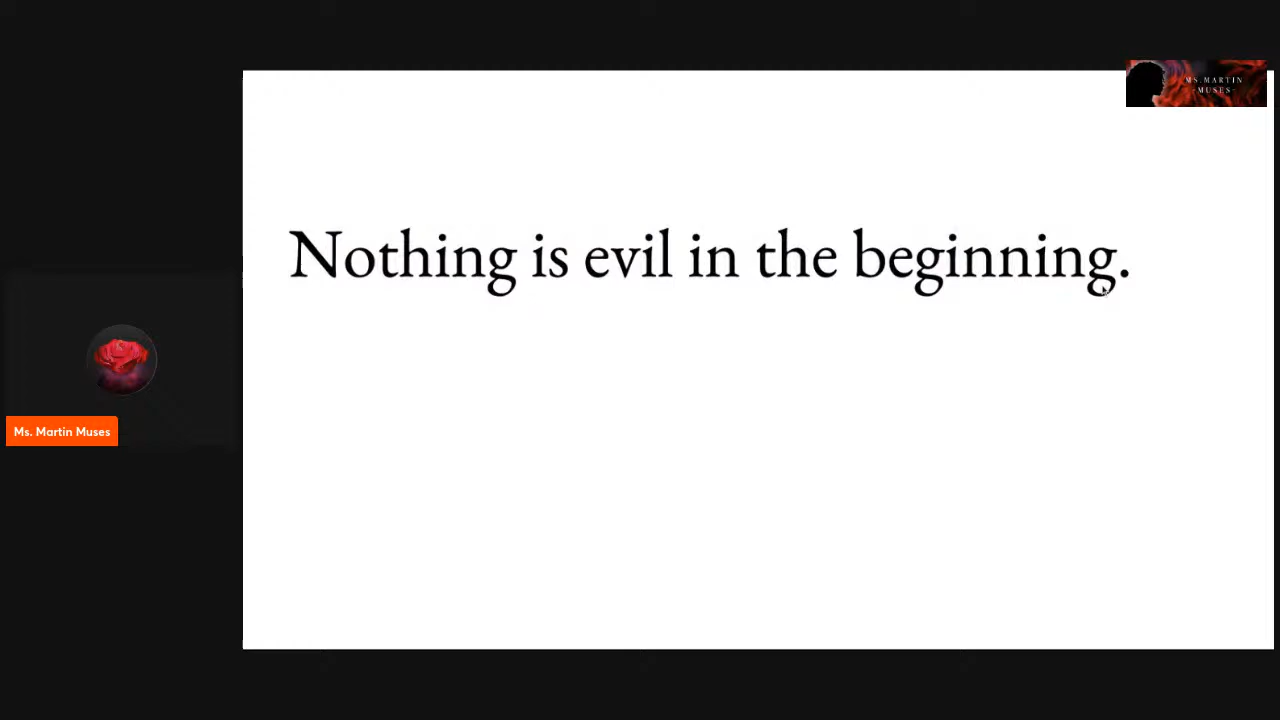 MS. MARTIN
-MUSES-
Nothing is evil in the beginning.
Ms. Martin Muses